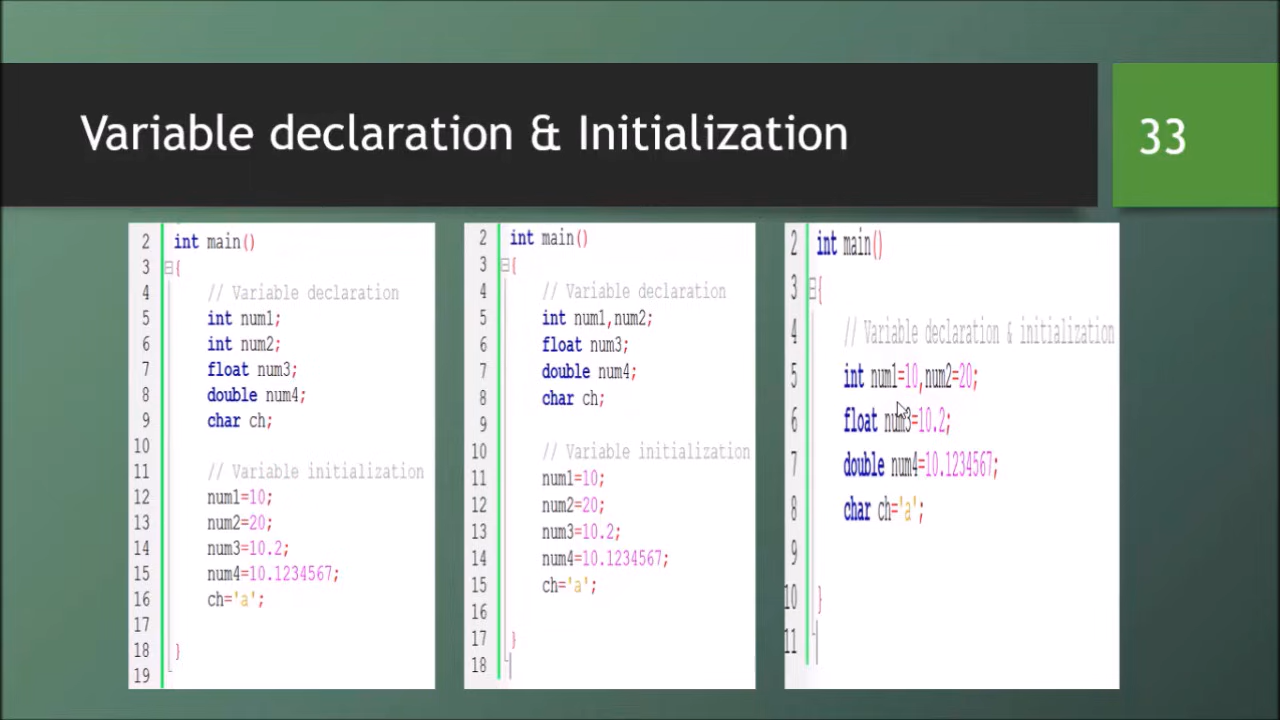 Variable declaration & Initialization
33
2 int main()
3 {
4 // Variable declaration
5 int num1;
6 int num2;
7 float num3;
8 double num4;
9 char ch;
10
11 // Variable initialization
12 num1=10;
13 num2=20;
14 num3=10.2;
15 num4=10.1234567;
16 ch='a';
17
18 }
19
2 int main()
3 {
4 // Variable declaration
5 int num1,num2;
6 float num3;
7 double num4;
8 char ch;
9
10 // Variable initialization
11 num1=10;
12 num2=20;
13 num3=10.2;
14 num4=10.1234567;
15 ch='a';
16
17 }
18
2 int main()
3 {
4 // Variable declaration & initialization
5 int num1=10,num2=20;
6 float num3=10.2;
7 double num4=10.1234567;
8 char ch='a';
9
10 }
11